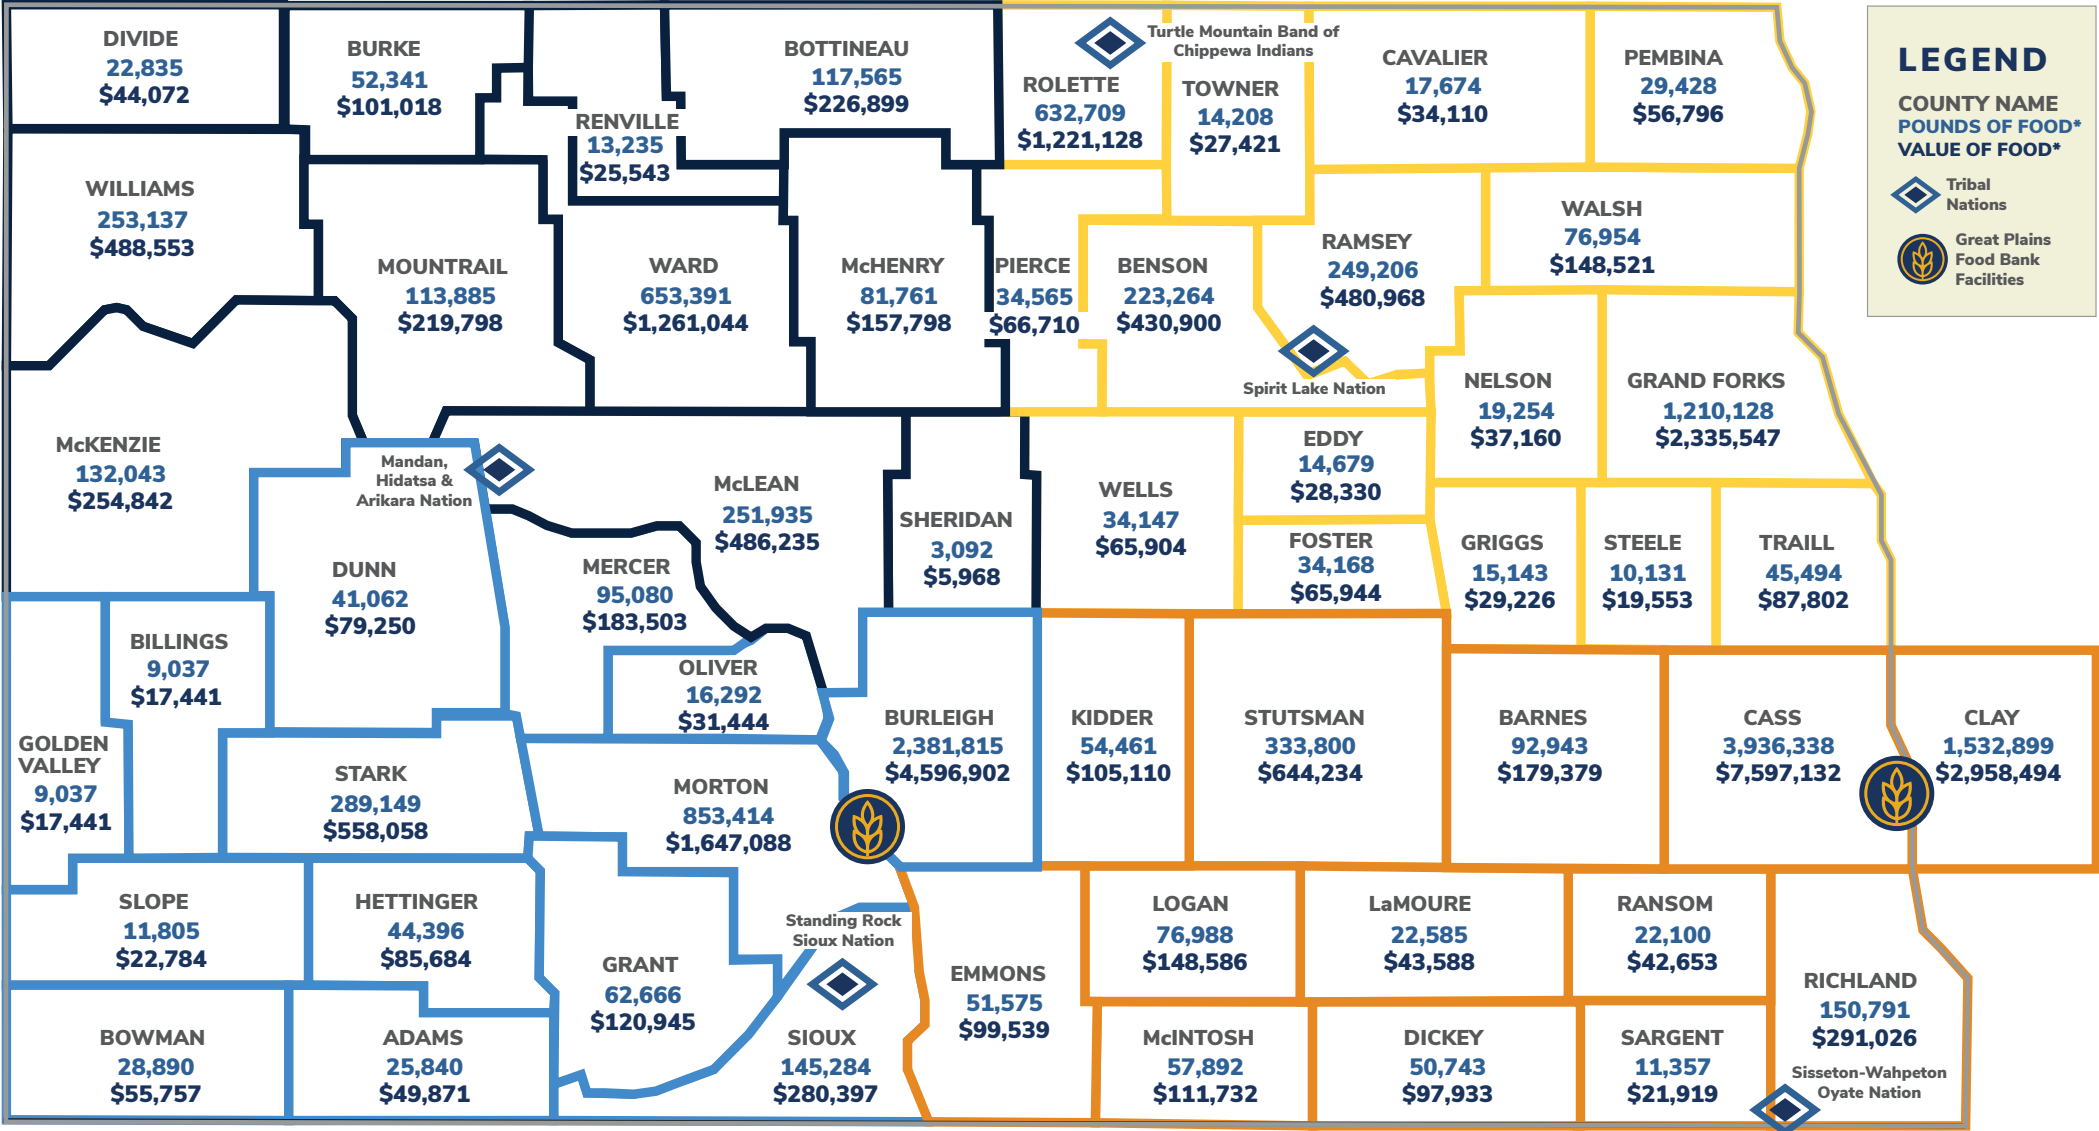 DIVIDE
22,835
$44,072
BURKE
52,341
$101,018
RENVILLE
13,235
$25,543
BOTTINEAU
117,565
$226,899
ROLETTE
632,709
$1,221,128
Turtle Mountain Band of
Chippewa Indians
TOWNER
14,208
$27,421
CAVALIER
17,674
$34,110
PEMBINA
29,428
$56,796
LEGEND
COUNTY NAME
POUNDS OF FOOD*
VALUE OF FOOD*
Tribal
Nations
Great Plains
Food Bank
Facilities
WILLIAMS
253,137
$488,553
MOUNTRAIL
113,885
$219,798
WARD
653,391
$1,261,044
McHENRY
81,761
$157,798
PIERCE
34,565
$66,710
BENSON
223,264
$430,900
RAMSEY
249,206
$480,968
Spirit Lake Nation
WALSH
76,954
$148,521
NELSON
19,254
$37,160
GRAND FORKS
1,210,128
$2,335,547
McKENZIE
132,043
$254,842
Mandan,
Hidatsa &
Arikara Nation
DUNN
41,062
$79,250
McLEAN
251,935
$486,235
MERCER
95,080
$183,503
SHERIDAN
3,092
$5,968
WELLS
34,147
$65,904
EDDY
14,679
$28,330
FOSTER
34,168
$65,944
GRIGGS
15,143
$29,226
STEELE
10,131
$19,553
TRAILL
45,494
$87,802
BILLINGS
9,037
$17,441
GOLDEN
VALLEY
9,037
$17,441
STARK
289,149
$558,058
OLIVER
16,292
$31,444
MORTON
853,414
$1,647,088
BURLEIGH
2,381,815
$4,596,902
KIDDER
54,461
$105,110
STUTSMAN
333,800
$644,234
BARNES
92,943
$179,379
CASS
3,936,338
$7,597,132
CLAY
1,532,899
$2,958,494
SLOPE
11,805
$22,784
HETTINGER
44,396
$85,684
GRANT
62,666
$120,945
Standing Rock
Sioux Nation
SIOUX
145,284
$280,397
EMMONS
51,575
$99,539
LOGAN
76,988
$148,586
LaMOURE
22,585
$43,588
RANSOM
22,100
$42,653
RICHLAND
150,791
$291,026
Sisseton-Wahpeton
Oyate Nation
BOWMAN
28,890
$55,757
ADAMS
25,840
$49,871
McINTOSH
57,892
$111,732
DICKEY
50,743
$97,933
SARGENT
11,357
$21,919